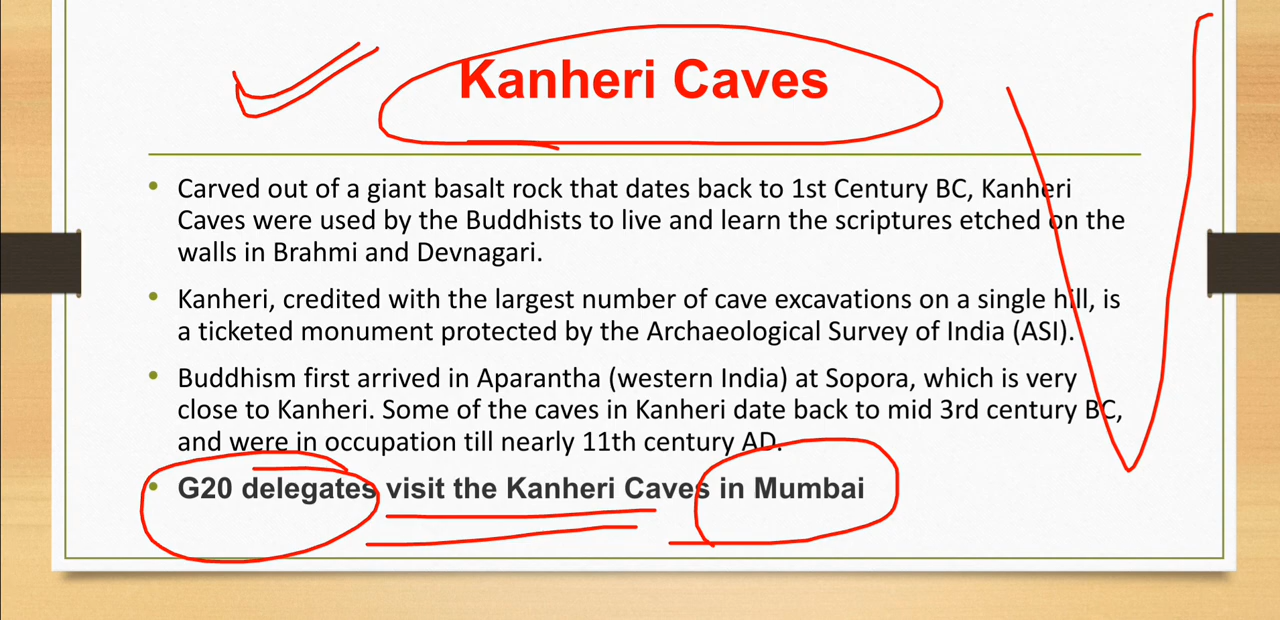 Kanheri Caves
• Carved out of a giant basalt rock that dates back to 1st Century BC, Kanheri
Caves were used by the Buddhists to live and learn the scriptures etched on the
walls in Brahmi and Devnagari.
• Kanheri, credited with the largest number of cave excavations on a single hill, is
a ticketed monument protected by the Archaeological Survey of India (ASI).
• Buddhism first arrived in Aparantha (western India) at Sopora, which is very
close to Kanheri. Some of the caves in Kanheri date back to mid 3rd century BC,
and were in occupation till nearly 11th century AD.
• G20 delegates visit the Kanheri Caves in Mumbai